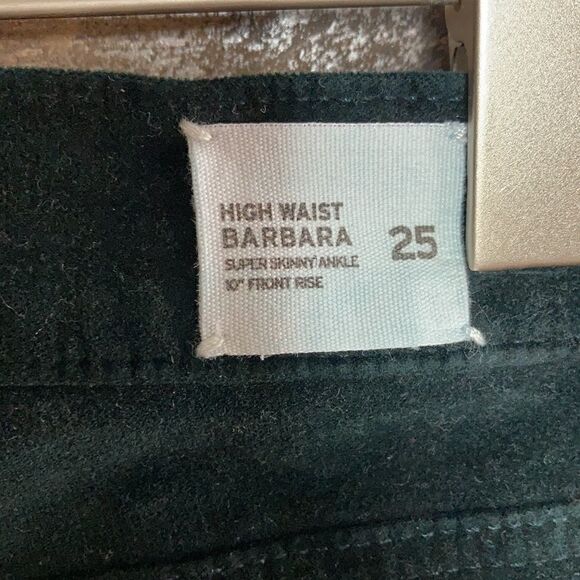 HIGH WAIST
BARBARA 25
SUPER SKINNY ANKLE
10" FRONT RISE